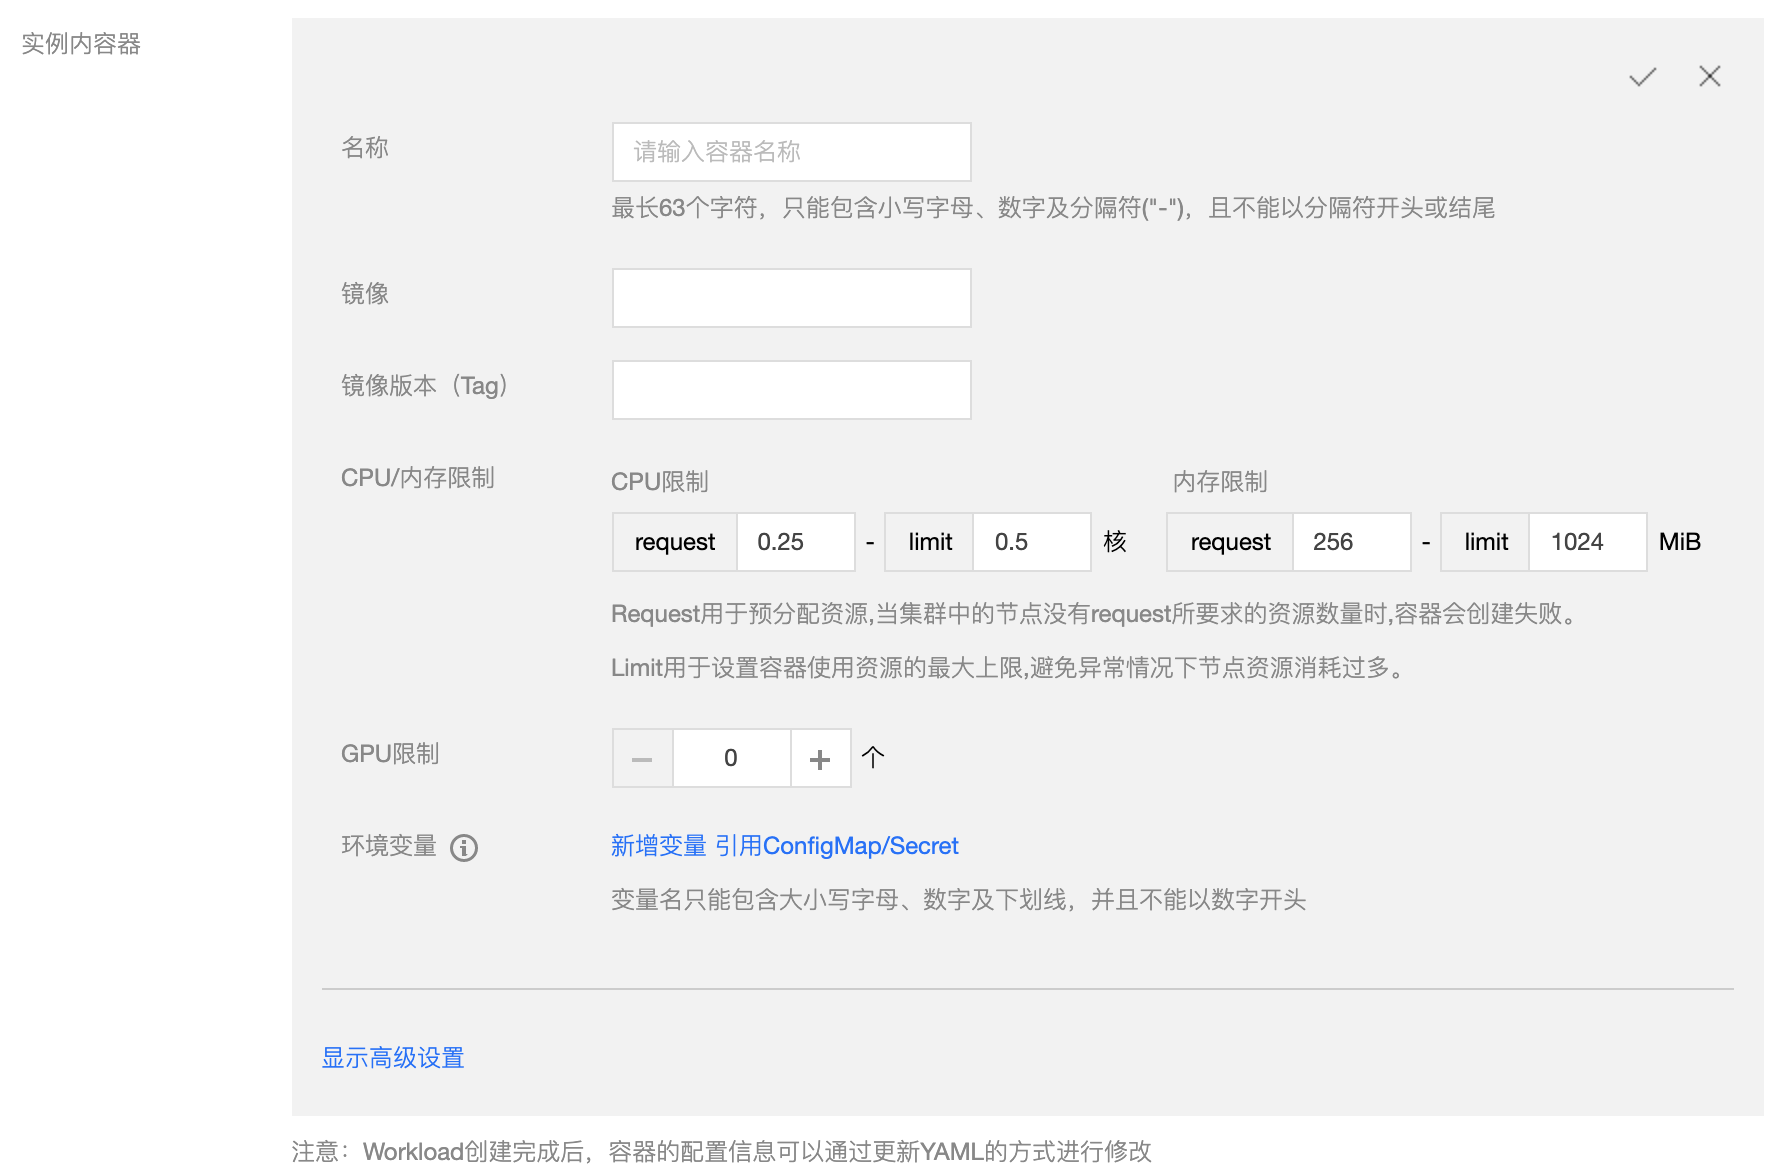 实例内容器
名称
请输入容器名称
最长63个字符，只能包含小写字母、数字及分隔符("-")，且不能以分隔符开头或结尾
镜像
镜像版本（Tag）
CPU/内存限制
CPU限制 内存限制
request 0.25 - limit 0.5 核 request 256 - limit 1024 MiB
Request用于预分配资源,当集群中的节点没有request所要求的资源数量时,容器会创建失败。
Limit用于设置容器使用资源的最大上限,避免异常情况下节点资源消耗过多。
GPU限制 0 个
环境变量 新增变量 引用ConfigMap/Secret
变量名只能包含大小写字母、数字及下划线，并且不能以数字开头
显示高级设置
注意：Workload创建完成后，容器的配置信息可以通过更新YAML的方式进行修改